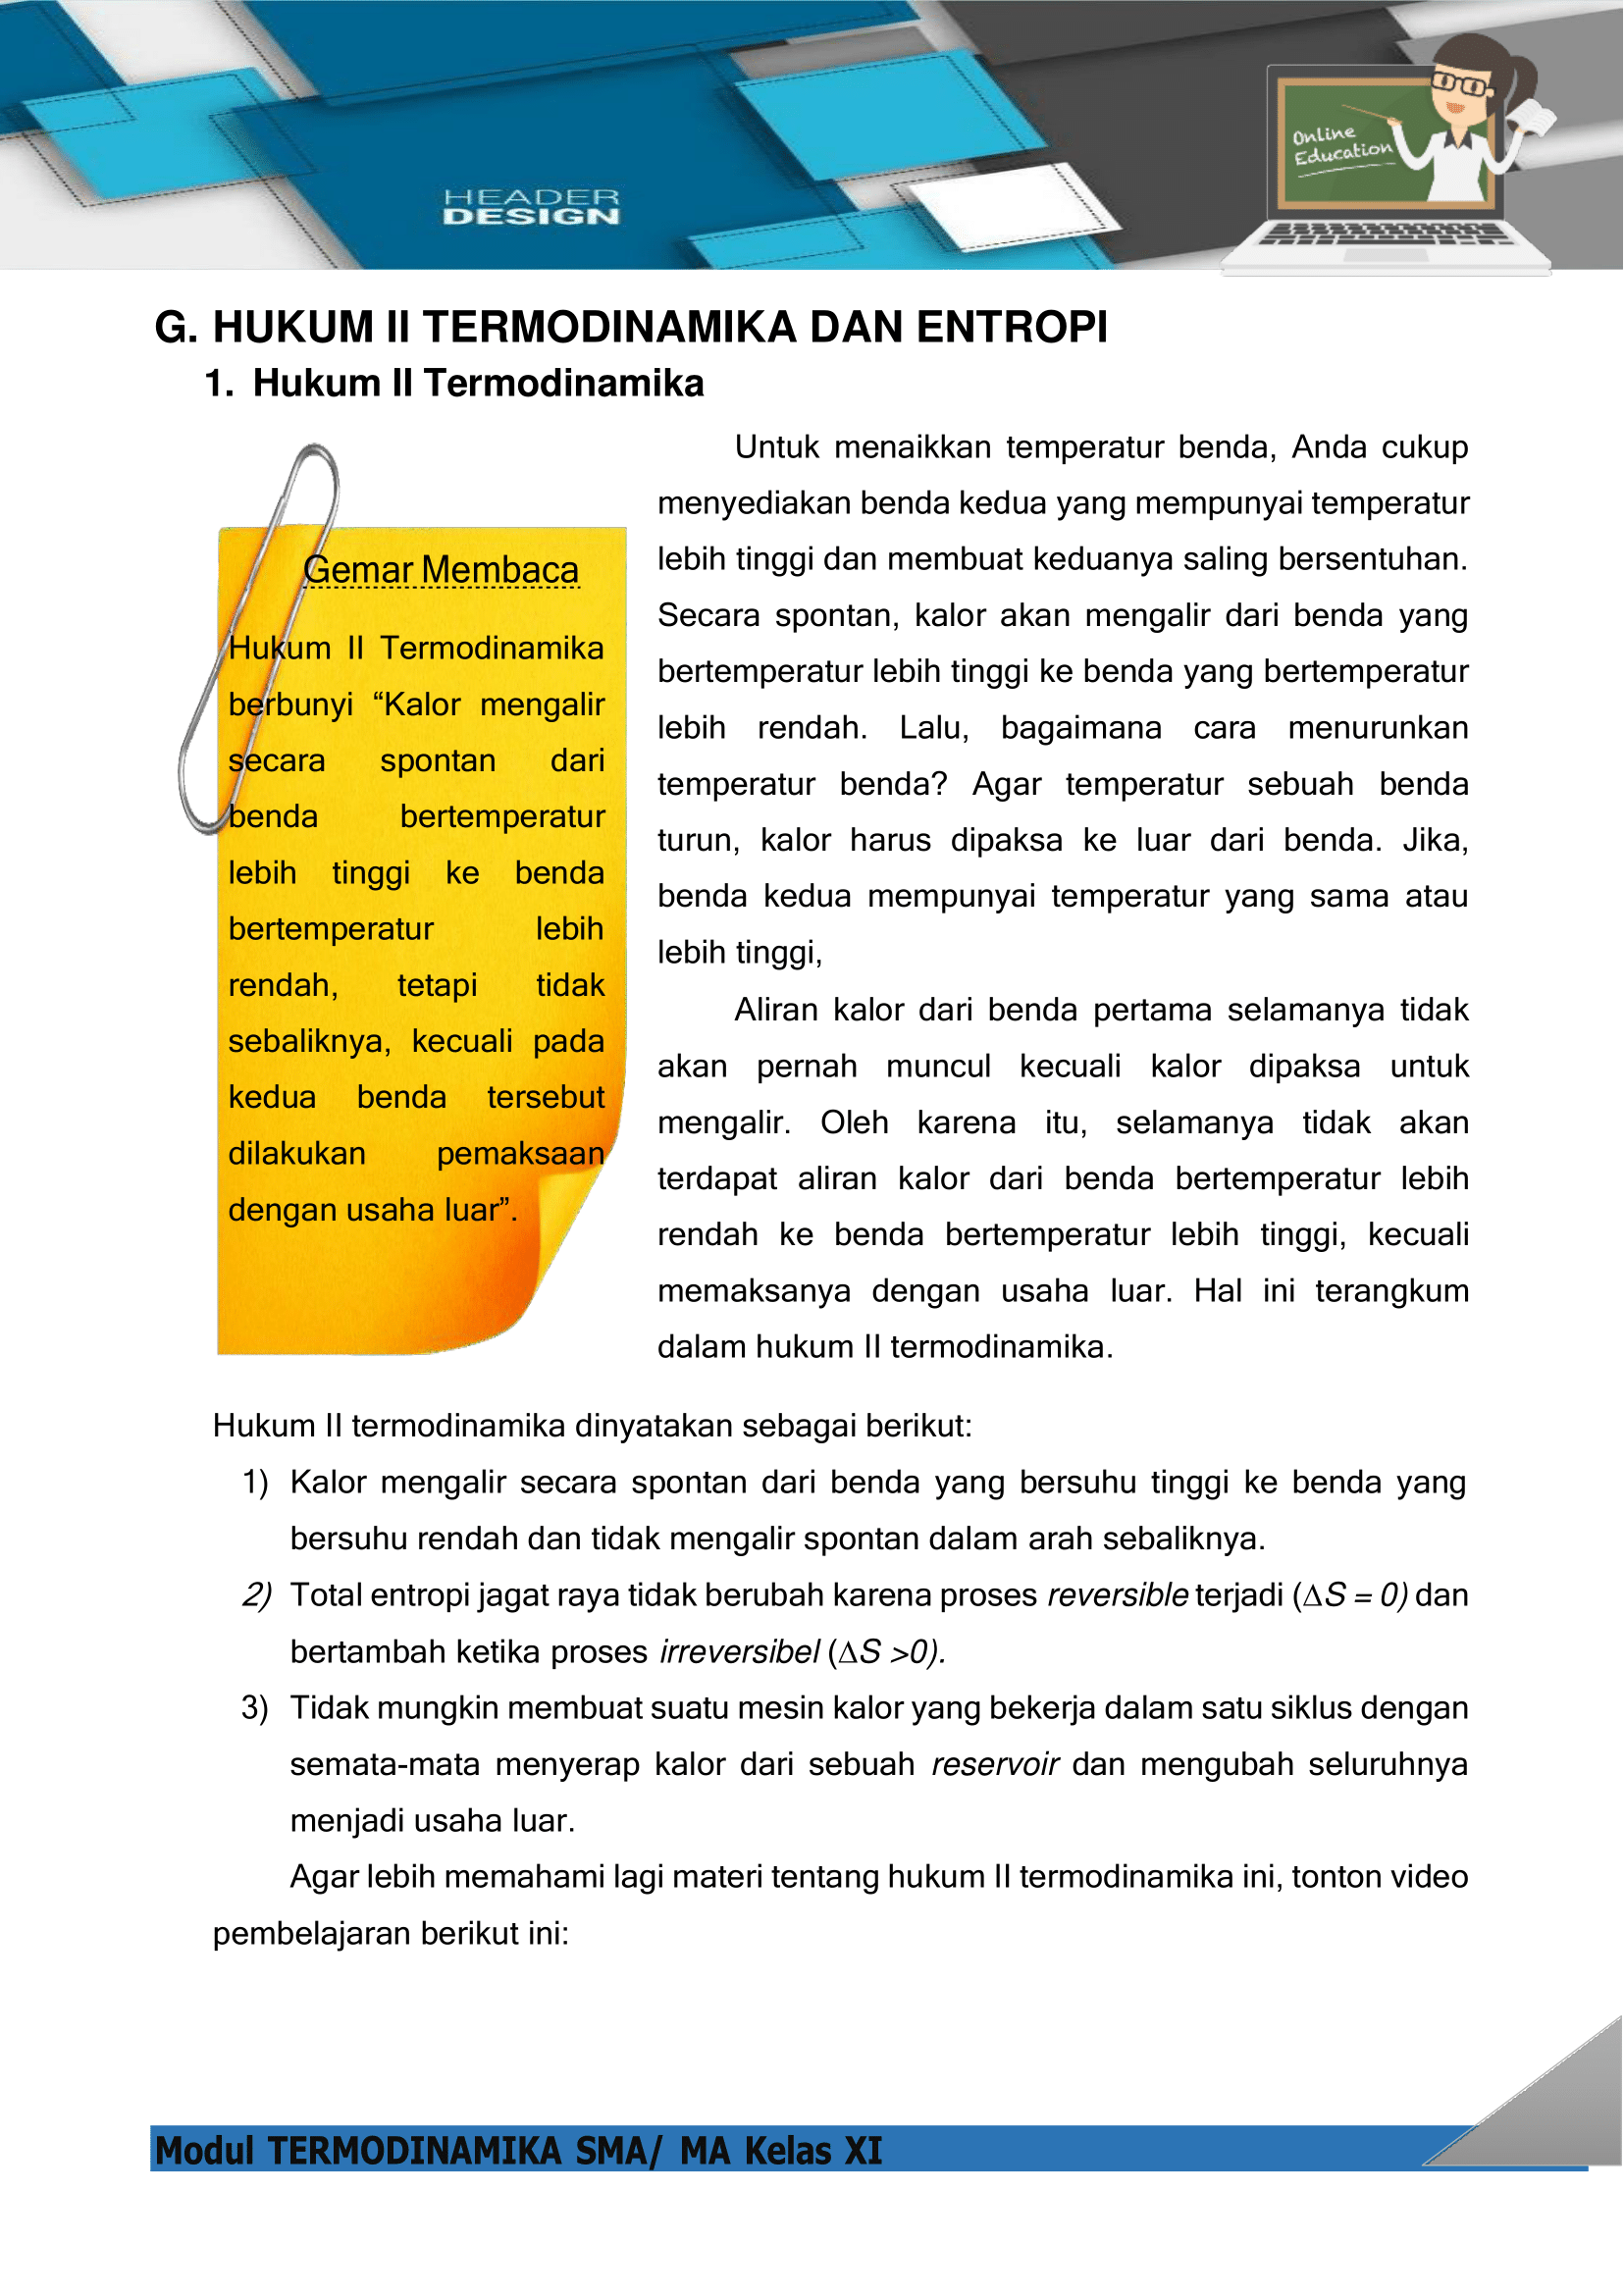 HEADER
DESIGN
Online
Education
G. HUKUM II TERMODINAMIKA DAN ENTROPI
1. Hukum II Termodinamika
Gemar Membaca
Hukum II Termodinamika
berbunyi “Kalor mengalir
secara spontan dari
benda bertemperatur
lebih tinggi ke benda
bertemperatur lebih
rendah, tetapi tidak
sebaliknya, kecuali pada
kedua benda tersebut
dilakukan pemaksaan
dengan usaha luar”.
Untuk menaikkan temperatur benda, Anda cukup
menyediakan benda kedua yang mempunyai temperatur
lebih tinggi dan membuat keduanya saling bersentuhan.
Secara spontan, kalor akan mengalir dari benda yang
bertemperatur lebih tinggi ke benda yang bertemperatur
lebih rendah. Lalu, bagaimana cara menurunkan
temperatur benda? Agar temperatur sebuah benda
turun, kalor harus dipaksa ke luar dari benda. Jika,
benda kedua mempunyai temperatur yang sama atau
lebih tinggi,
Aliran kalor dari benda pertama selamanya tidak
akan pernah muncul kecuali kalor dipaksa untuk
mengalir. Oleh karena itu, selamanya tidak akan
terdapat aliran kalor dari benda bertemperatur lebih
rendah ke benda bertemperatur lebih tinggi, kecuali
memaksanya dengan usaha luar. Hal ini terangkum
dalam hukum II termodinamika.
Hukum II termodinamika dinyatakan sebagai berikut:
1) Kalor mengalir secara spontan dari benda yang bersuhu tinggi ke benda yang
bersuhu rendah dan tidak mengalir spontan dalam arah sebaliknya.
2) Total entropi jagat raya tidak berubah karena proses reversible terjadi (∆S = 0) dan
bertambah ketika proses irreversibel (∆S >0).
3) Tidak mungkin membuat suatu mesin kalor yang bekerja dalam satu siklus dengan
semata-mata menyerap kalor dari sebuah reservoir dan mengubah seluruhnya
menjadi usaha luar.
Agar lebih memahami lagi materi tentang hukum II termodinamika ini, tonton video
pembelajaran berikut ini:
Modul TERMODINAMIKA SMA/ MA Kelas XI